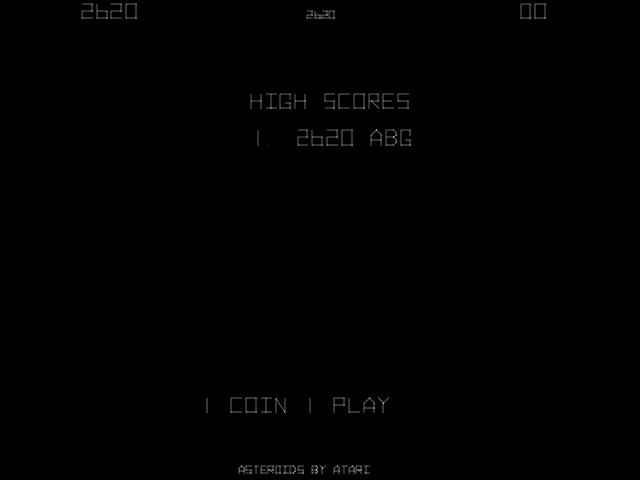 2620 2620 00
HIGH SCORES
1. 2620 ABG
1 COIN 1 PLAY
ASTEROIDS BY ATARI